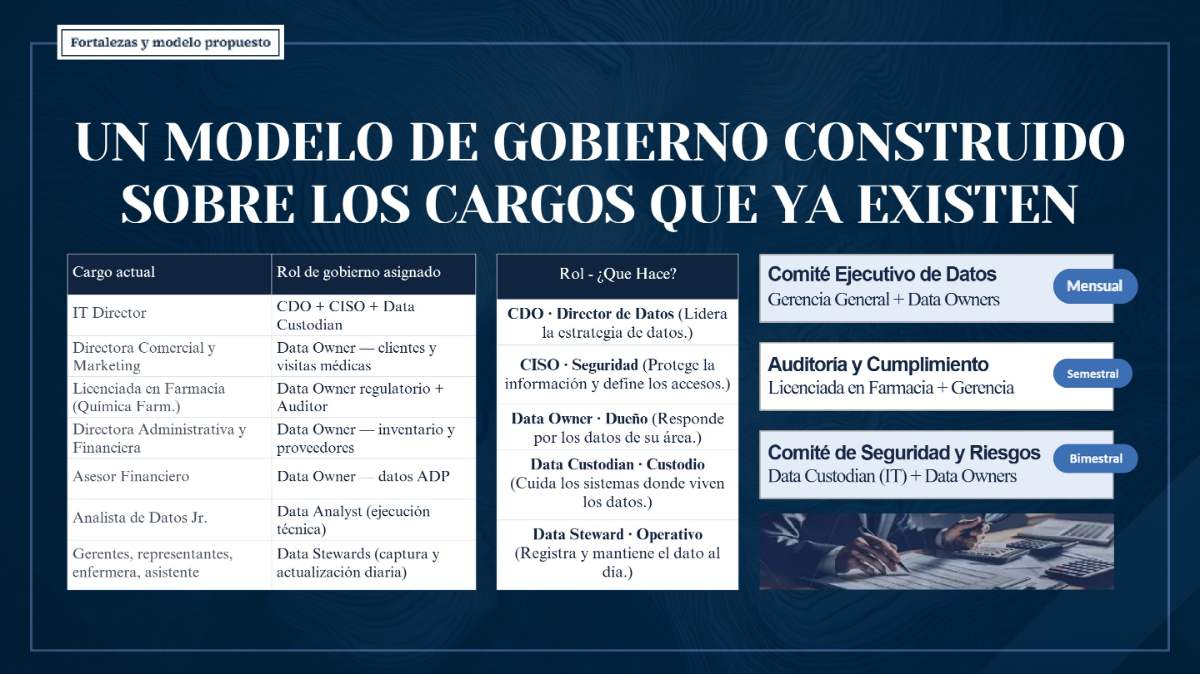 Fortalezas y modelo propuesto
UN MODELO DE GOBIERNO CONSTRUIDO
SOBRE LOS CARGOS QUE YA EXISTEN
Cargo actual
Rol de gobierno asignado
IT Director
CDO + CISO + Data
Custodian
Directora Comercial y
Marketing
Data Owner — clientes y
visitas médicas
Licenciada en Farmacia
(Química Farm.)
Data Owner regulatorio +
Auditor
Directora Administrativa y
Financiera
Data Owner — inventario y
proveedores
Asesor Financiero
Data Owner — datos ADP
Analista de Datos Jr.
Data Analyst (ejecución
técnica)
Gerentes, representantes,
enfermera, asistente
Data Stewards (captura y
actualización diaria)
Rol - ¿Que Hace?
CDO · Director de Datos (Lidera
la estrategia de datos.)
CISO · Seguridad (Protege la
información y define los accesos.)
Data Owner · Dueño (Responde
por los datos de su área.)
Data Custodian · Custodio
(Cuida los sistemas donde viven
los datos.)
Data Steward · Operativo
(Registra y mantiene el dato al
día.)
Comité Ejecutivo de Datos
Gerencia General + Data Owners
Mensual
Auditoría y Cumplimiento
Licenciada en Farmacia + Gerencia
Semestral
Comité de Seguridad y Riesgos
Data Custodian (IT) + Data Owners
Bimestral